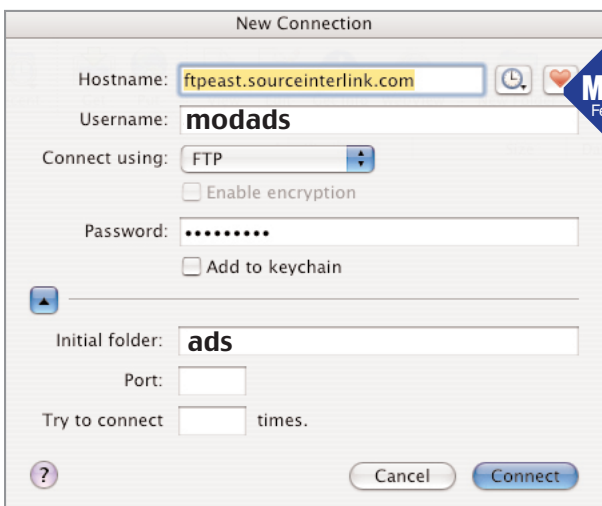 New Connection
Hostname: ftpeast.sourceinterlink.com
Username: modads
Connect using: FTP
Enable encryption
Password: •••••••••
Add to keychain
Initial folder: ads
Port:
Try to connect times.
? Cancel Connect